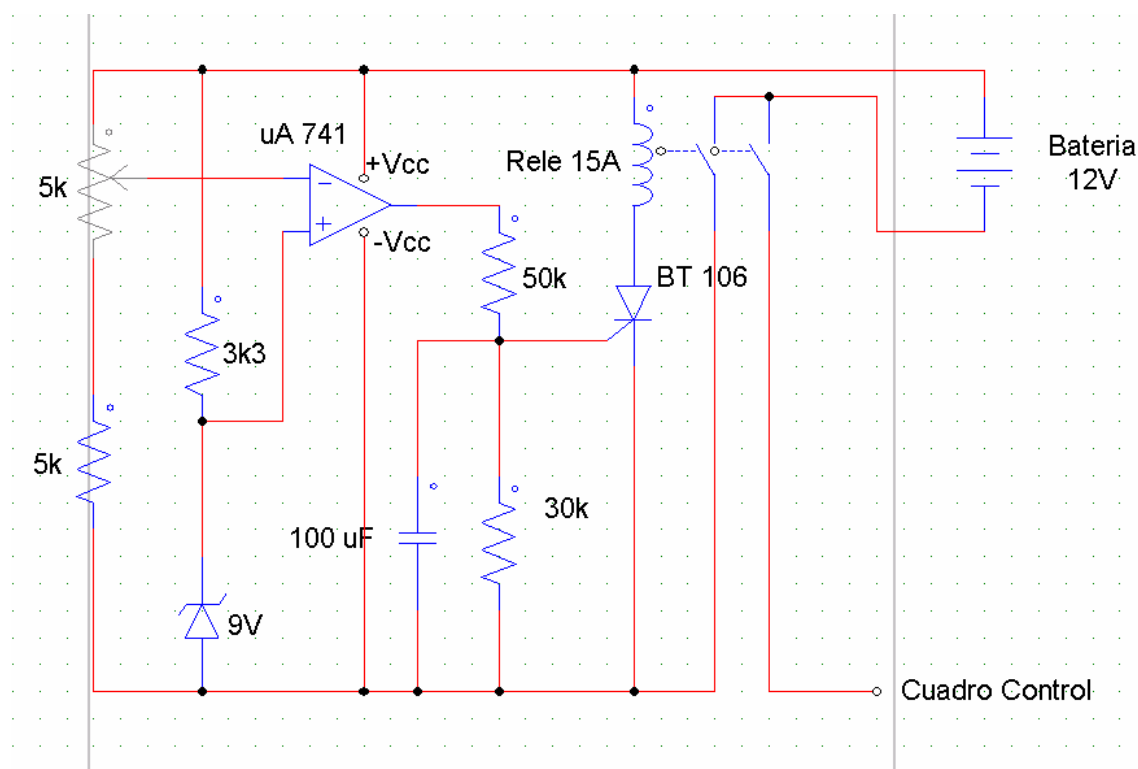 uA 741
+Vcc
-Vcc
5k
Rele 15A
Bateria
12V
50k
BT 106
3k3
5k
100 uF
30k
9V
Cuadro Control